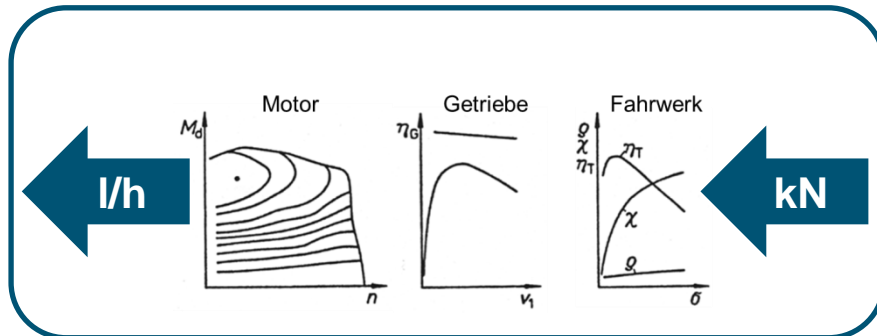 Motor
Getriebe
Fahrwerk
M_d
n
η_G
v_1
ϱ
χ
η_T
η_T
χ
ϱ
σ
l/h
kN